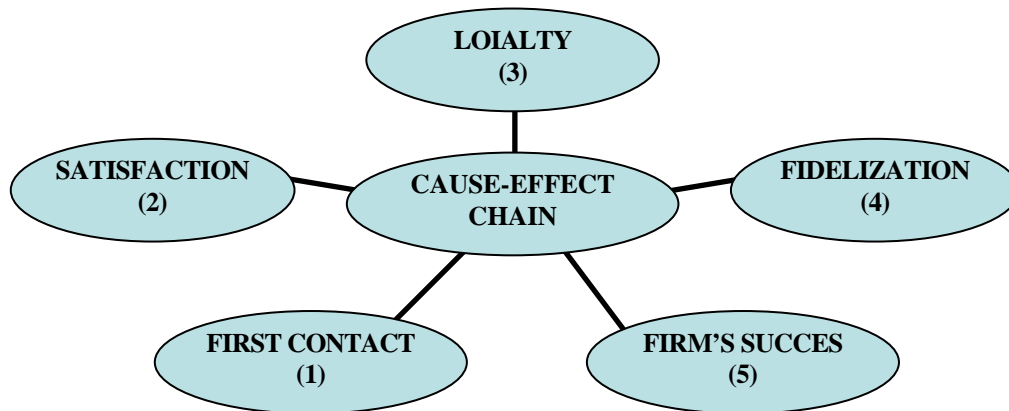 LOIALTY
(3)
SATISFACTION
(2)
CAUSE-EFFECT
CHAIN
FIDELIZATION
(4)
FIRST CONTACT
(1)
FIRM'S SUCCES
(5)